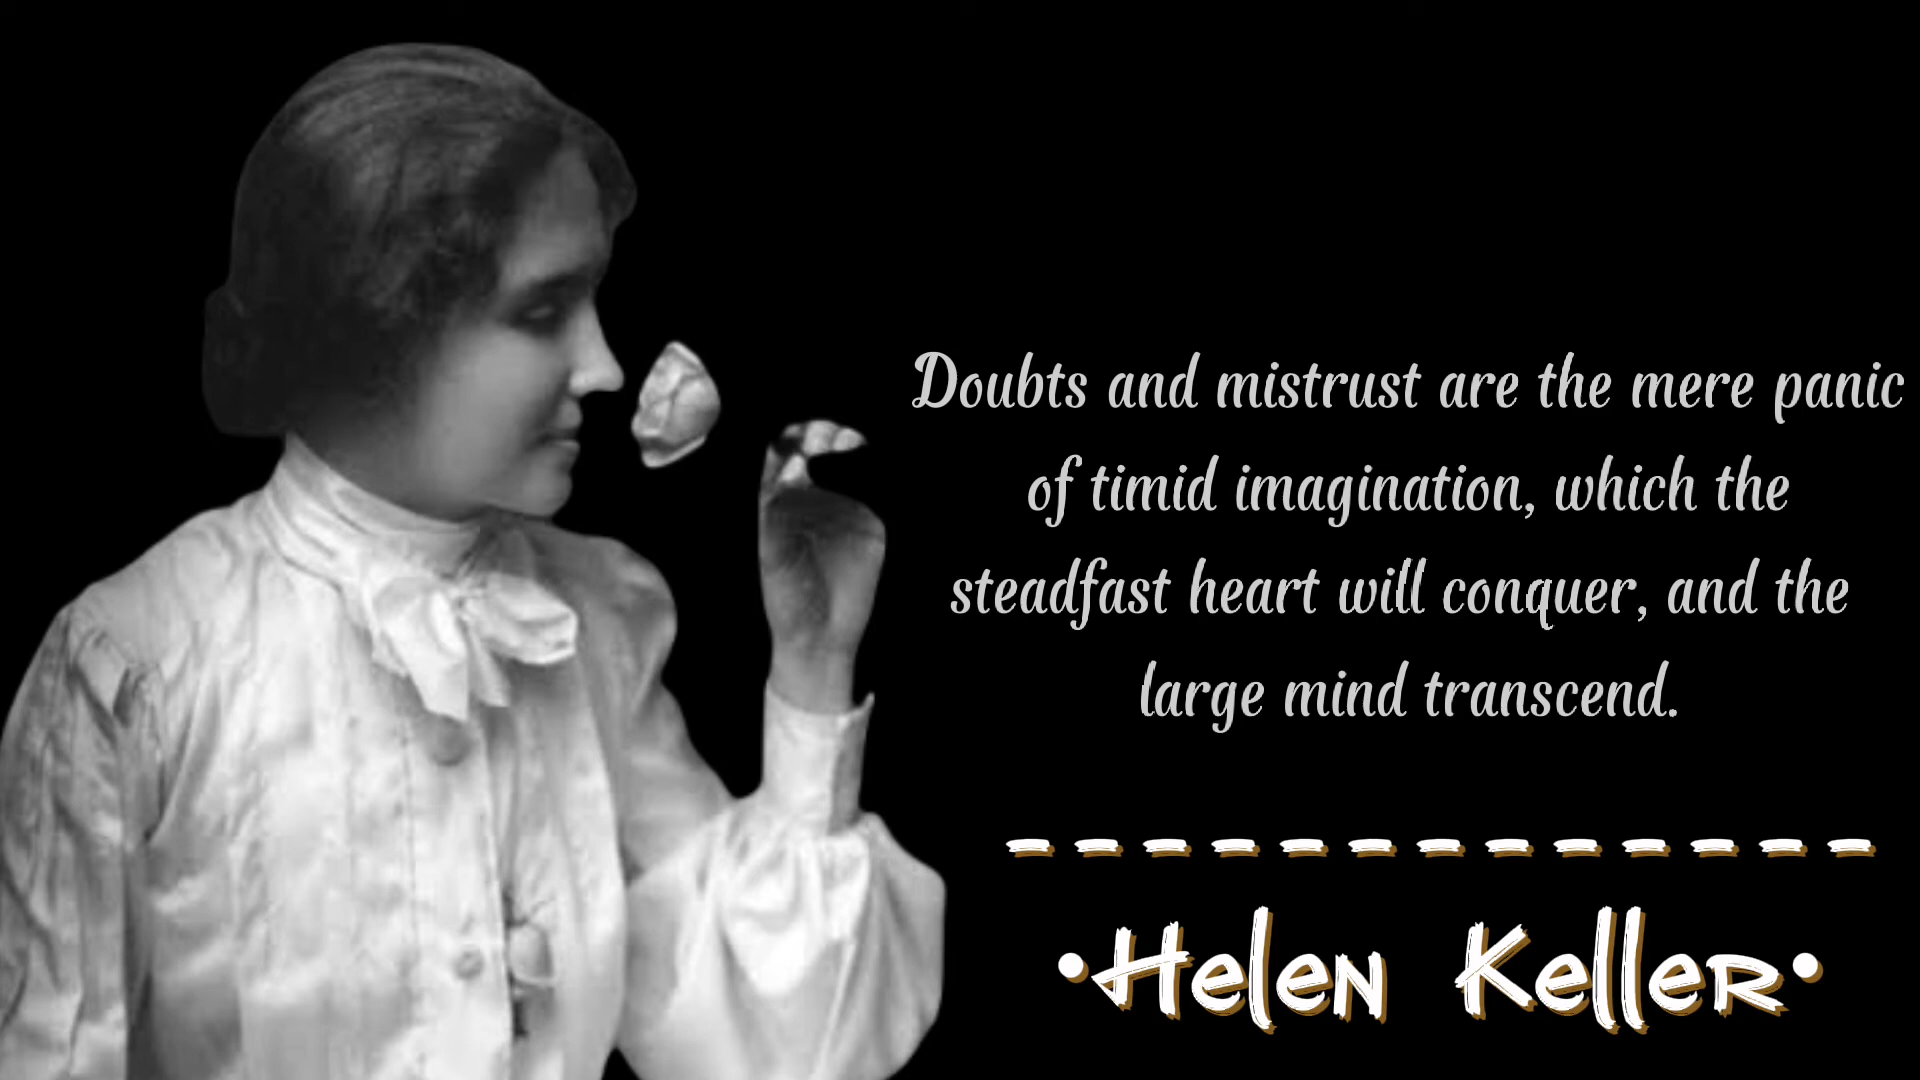 Doubts and mistrust are the mere panic
of timid imagination, which the
steadfast heart will conquer, and the
large mind transcend.
•Helen Keller•